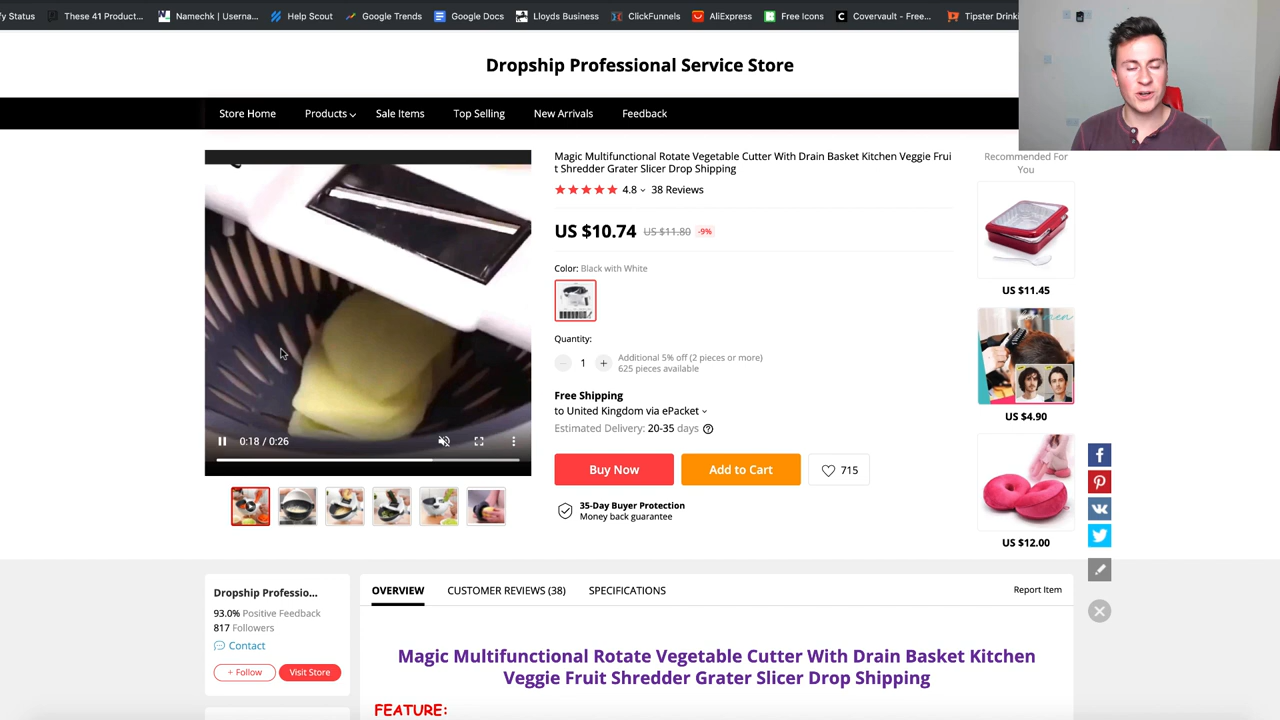 fy Status
These 41 Product...
Namechk | Userna...
Help Scout
Google Trends
Google Docs
Lloyds Business
ClickFunnels
AliExpress
Free Icons
Covervault - Free...
Tipster Drinki
Dropship Professional Service Store
Store Home
Products
Sale Items
Top Selling
New Arrivals
Feedback
Magic Multifunctional Rotate Vegetable Cutter With Drain Basket Kitchen Veggie Frui
t Shredder Grater Slicer Drop Shipping
4.8
38 Reviews
US $10.74
US $11.80
-9%
Color: Black with White
Quantity:
1
Additional 5% off (2 pieces or more)
625 pieces available
Free Shipping
to United Kingdom via ePacket
Estimated Delivery: 20-35 days
Buy Now
Add to Cart
715
35-Day Buyer Protection
Money back guarantee
0:18 / 0:26
Recommended For
You
US $11.45
US $4.90
US $12.00
Dropship Professio...
93.0% Positive Feedback
817 Followers
Contact
+ Follow
Visit Store
OVERVIEW
CUSTOMER REVIEWS (38)
SPECIFICATIONS
Report Item
Magic Multifunctional Rotate Vegetable Cutter With Drain Basket Kitchen
Veggie Fruit Shredder Grater Slicer Drop Shipping
FEATURE: